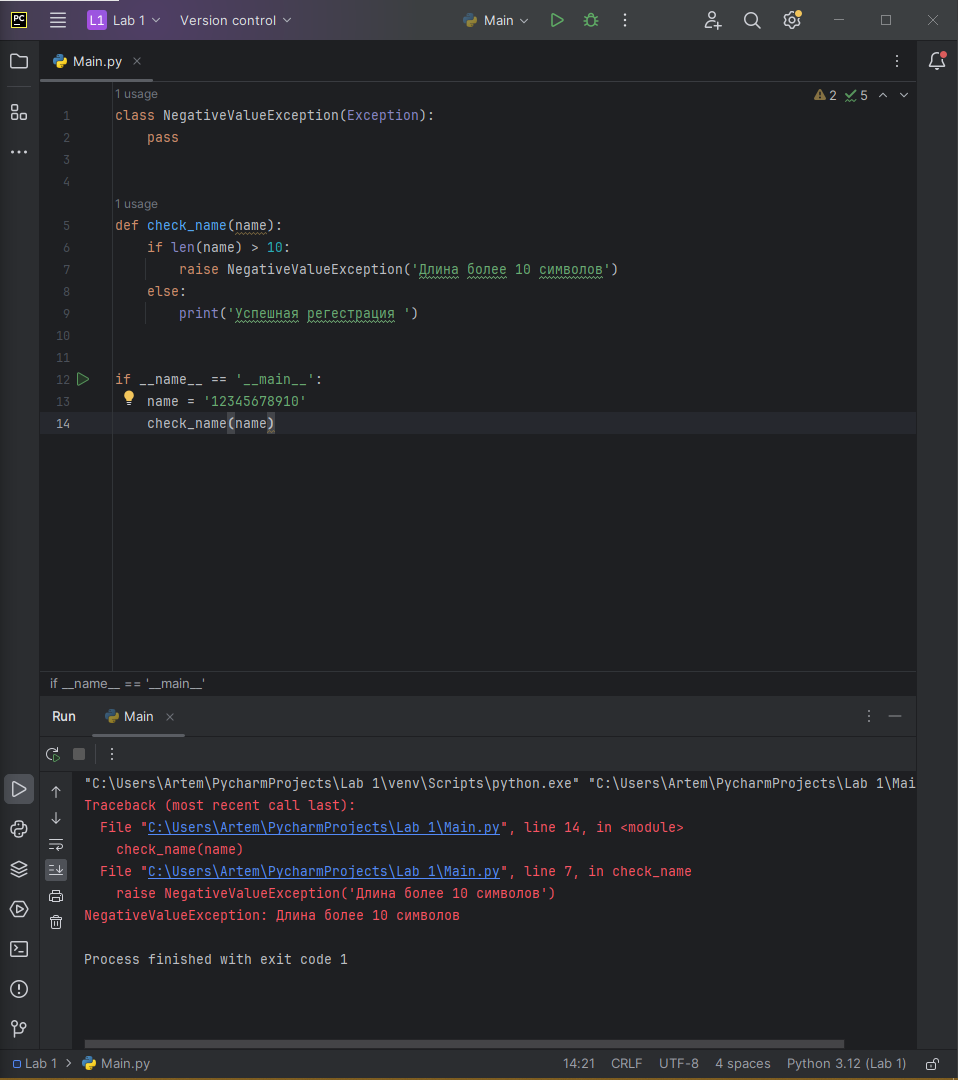 PC L1 Lab 1 Version control Main
Main.py
1 usage 2 5
1 class NegativeValueException(Exception):
2 pass
3
4
1 usage
5 def check_name(name):
6 if len(name) > 10:
7 raise NegativeValueException('Длина более 10 символов')
8 else:
9 print('Успешная регестрация ')
10
11
12 if __name__ == '__main__':
13 name = '12345678910'
14 check_name(name)
if __name__ == '__main__'
Run Main
"C:\Users\Artem\PycharmProjects\Lab 1\venv\Scripts\python.exe" "C:\Users\Artem\PycharmProjects\Lab 1\Mai
Traceback (most recent call last):
File "C:\Users\Artem\PycharmProjects\Lab 1\Main.py", line 14, in <module>
check_name(name)
File "C:\Users\Artem\PycharmProjects\Lab 1\Main.py", line 7, in check_name
raise NegativeValueException('Длина более 10 символов')
NegativeValueException: Длина более 10 символов
Process finished with exit code 1
Lab 1 Main.py 14:21 CRLF UTF-8 4 spaces Python 3.12 (Lab 1)